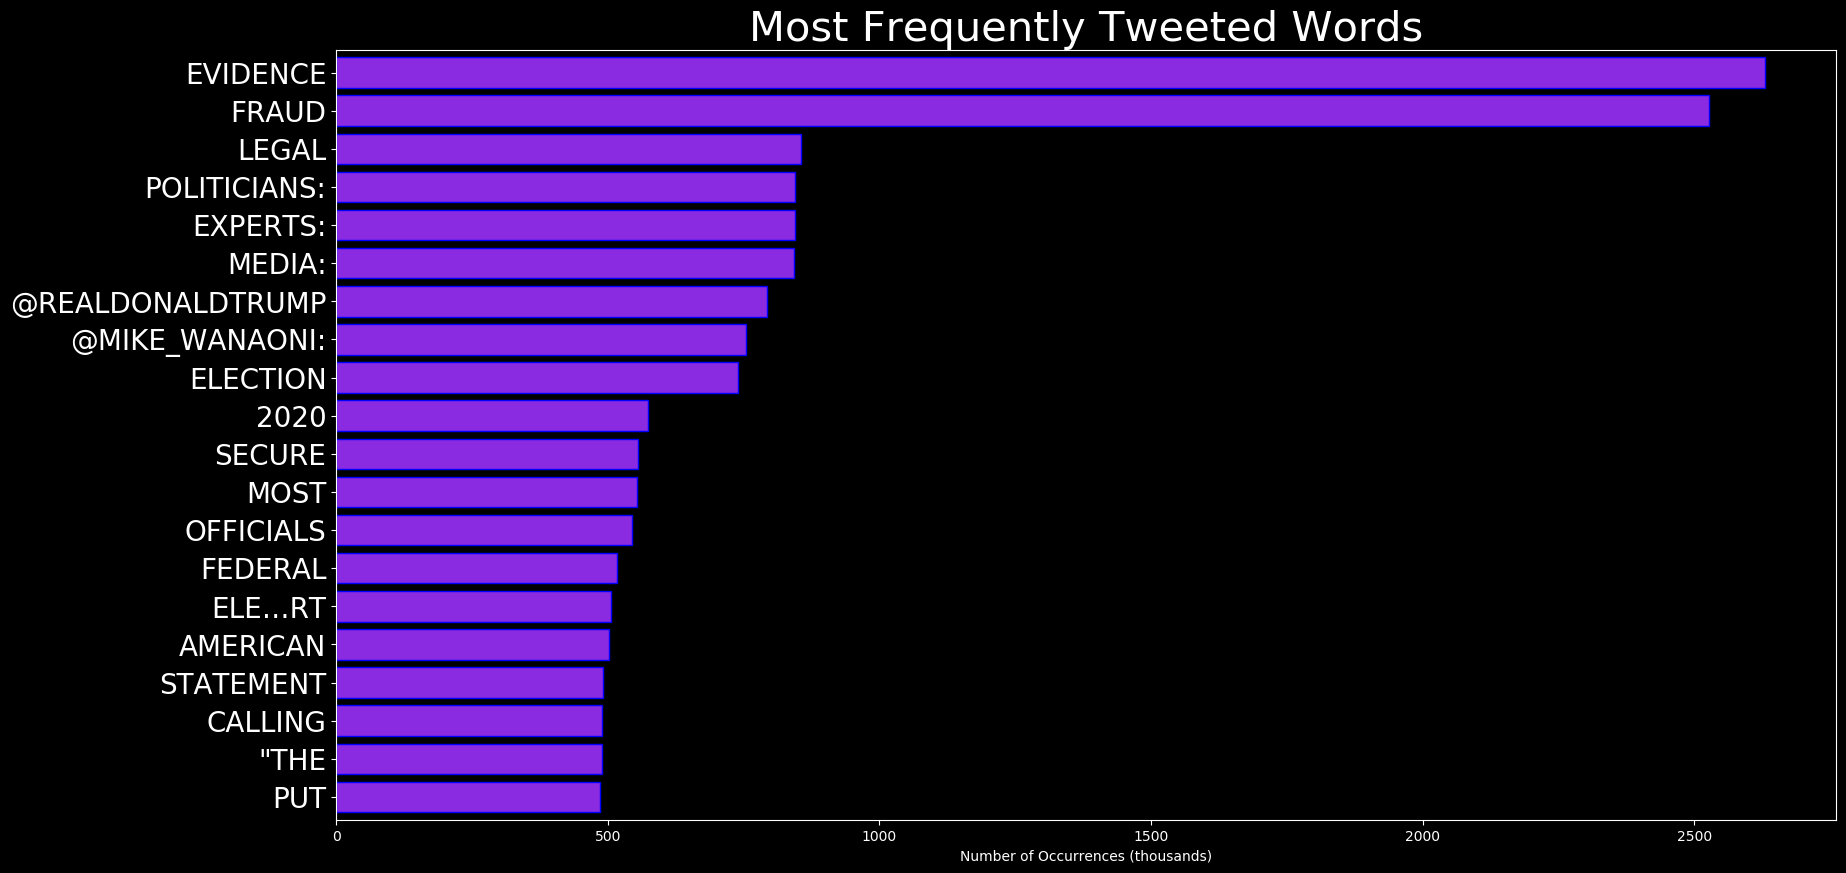 Most Frequently Tweeted Words
EVIDENCE
FRAUD
LEGAL
POLITICIANS:
EXPERTS:
MEDIA:
@REALDONALDTRUMP
@MIKE_WANAONI:
ELECTION
2020
SECURE
MOST
OFFICIALS
FEDERAL
ELE…RT
AMERICAN
STATEMENT
CALLING
"THE
PUT
0 500 1000 1500 2000 2500
Number of Occurrences (thousands)